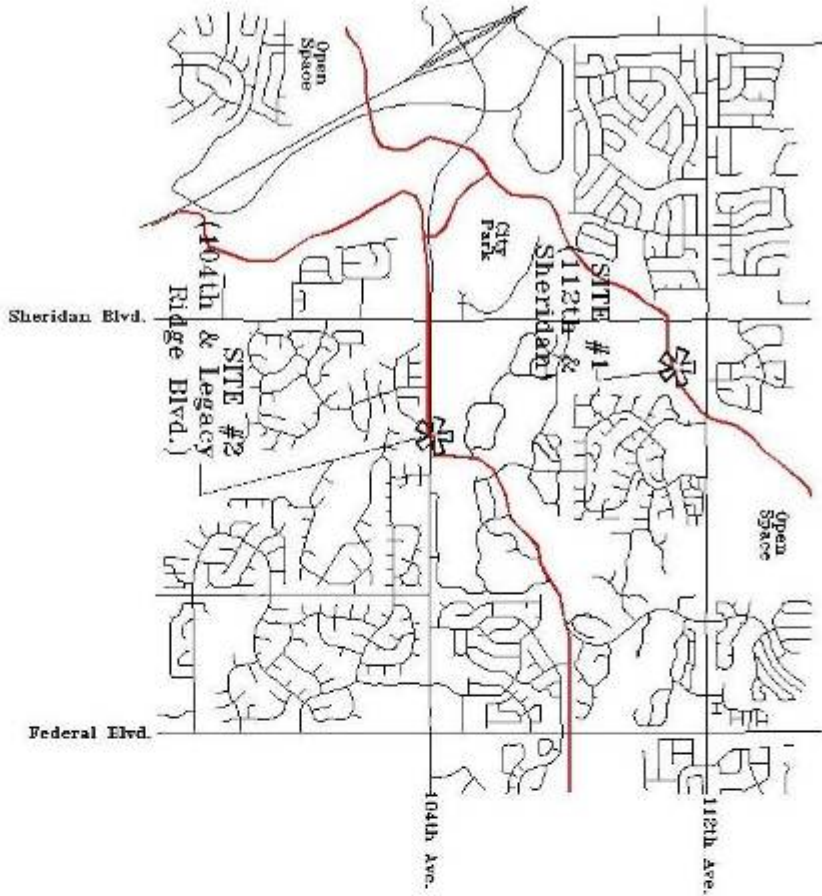 Open
Space
City
Park
SITE #1
(112th &
Sheridan)
Sheridan Blvd.
SITE #2
(104th & Legacy
Ridge Blvd.)
Open
Space
Federal Blvd.
104th Ave.
112th Ave.